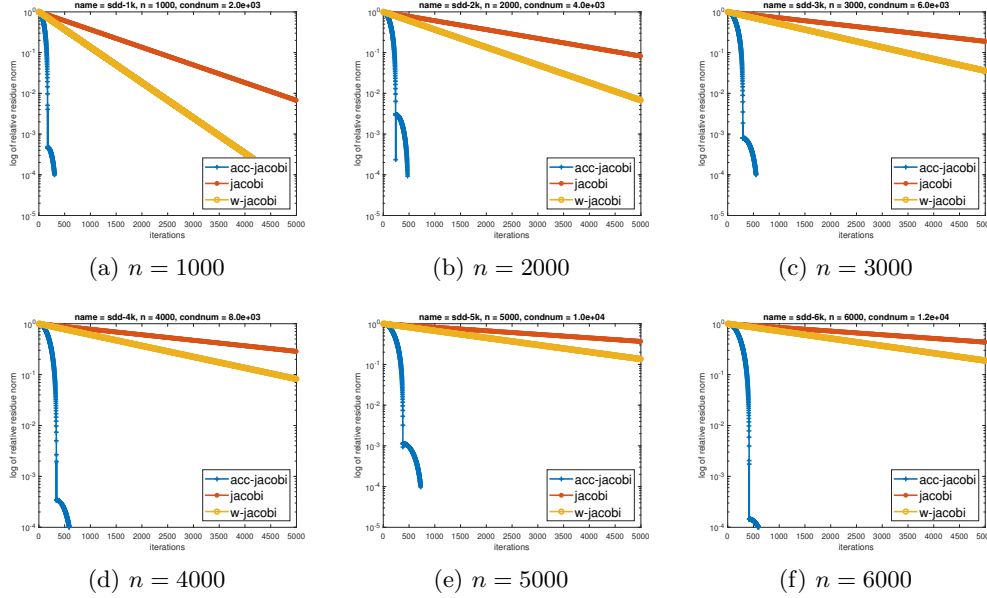 name = sdd-1k, n = 1000, condnum = 2.0e+03
name = sdd-2k, n = 2000, condnum = 4.0e+03
name = sdd-3k, n = 3000, condnum = 6.0e+03
log of relative residue norm
10^0
10^-1
10^-2
10^-3
10^-4
10^-5
acc-jacobi
jacobi
w-jacobi
0 500 1000 1500 2000 2500 3000 3500 4000 4500 5000
iterations
log of relative residue norm
10^0
10^-1
10^-2
10^-3
10^-4
10^-5
acc-jacobi
jacobi
w-jacobi
0 500 1000 1500 2000 2500 3000 3500 4000 4500 5000
iterations
log of relative residue norm
10^0
10^-1
10^-2
10^-3
10^-4
10^-5
acc-jacobi
jacobi
w-jacobi
0 500 1000 1500 2000 2500 3000 3500 4000 4500 5000
iterations
(a) n = 1000
(b) n = 2000
(c) n = 3000
name = sdd-4k, n = 4000, condnum = 8.0e+03
name = sdd-5k, n = 5000, condnum = 1.0e+04
name = sdd-6k, n = 6000, condnum = 1.2e+04
log of relative residue norm
10^0
10^-1
10^-2
10^-3
10^-4
acc-jacobi
jacobi
w-jacobi
0 500 1000 1500 2000 2500 3000 3500 4000 4500 5000
iterations
log of relative residue norm
10^0
10^-1
10^-2
10^-3
10^-4
10^-5
acc-jacobi
jacobi
w-jacobi
0 500 1000 1500 2000 2500 3000 3500 4000 4500 5000
iterations
log of relative residue norm
10^0
10^-1
10^-2
10^-3
10^-4
acc-jacobi
jacobi
w-jacobi
0 500 1000 1500 2000 2500 3000 3500 4000 4500 5000
iterations
(d) n = 4000
(e) n = 5000
(f) n = 6000